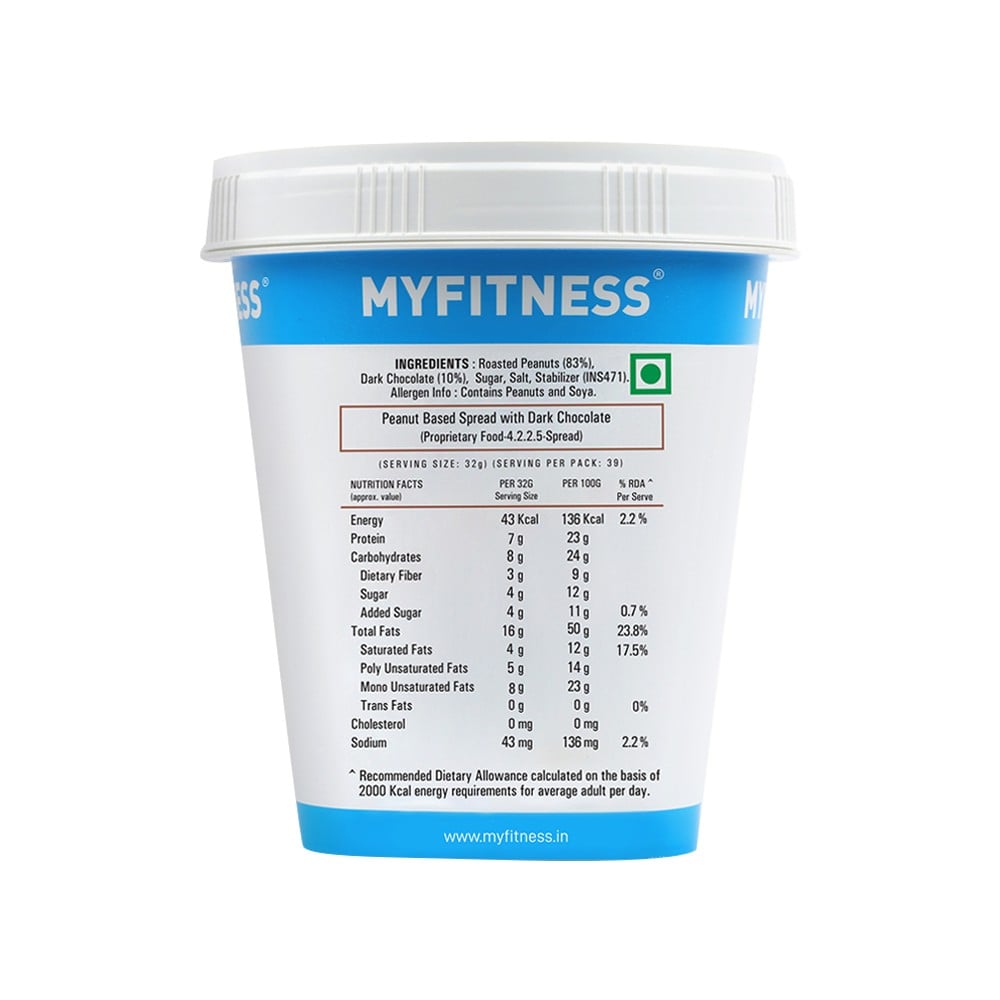 MYFITNESS®
ESS®
MY
INGREDIENTS : Roasted Peanuts (83%),
Dark Chocolate (10%), Sugar, Salt, Stabilizer (INS471).
Allergen Info : Contains Peanuts and Soya.
Peanut Based Spread with Dark Chocolate
(Proprietary Food-4.2.2.5-Spread)
(SERVING SIZE: 32g) (SERVING PER PACK: 39)
NUTRITION FACTS PER 32G PER 100G % RDA ^
(approx. value) Serving Size Per Serve
Energy 43 Kcal 136 Kcal 2.2 %
Protein 7 g 23 g
Carbohydrates 8 g 24 g
Dietary Fiber 3 g 9 g
Sugar 4 g 12 g
Added Sugar 4 g 11 g 0.7 %
Total Fats 16 g 50 g 23.8%
Saturated Fats 4 g 12 g 17.5%
Poly Unsaturated Fats 5 g 14 g
Mono Unsaturated Fats 8 g 23 g
Trans Fats 0 g 0 g 0%
Cholesterol 0 mg 0 mg
Sodium 43 mg 136 mg 2.2 %
^ Recommended Dietary Allowance calculated on the basis of
2000 Kcal energy requirements for average adult per day.
www.myfitness.in